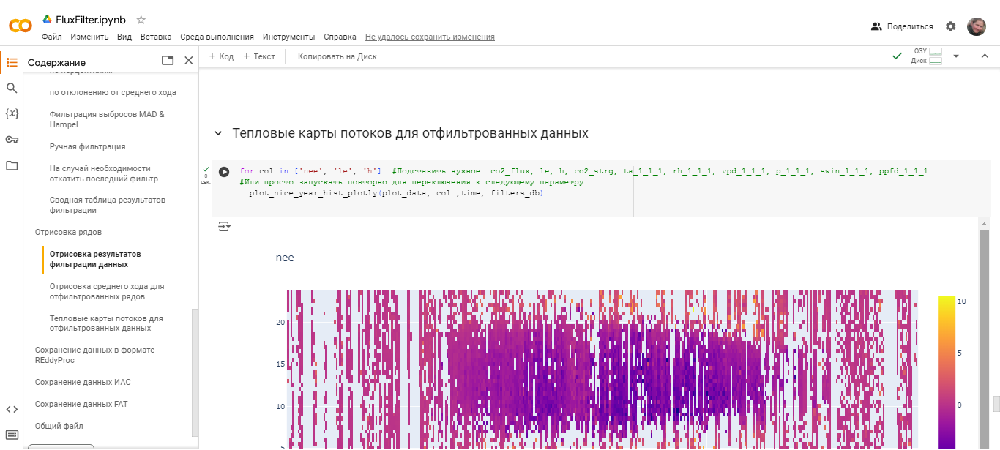 FluxFilter.ipynb
Файл Изменить Вид Вставка Среда выполнения Инструменты Справка Не удалось сохранить изменения
Поделиться
Содержание
+ Код + Текст Копировать на Диск
ОЗУ
Диск
по перцентилям
по отклонению от среднего хода
Фильтрация выбросов MAD &
Hampel
Ручная фильтрация
На случай необходимости
откатить последний фильтр
Сводная таблица результатов
фильтрации
Отрисовка рядов
Отрисовка результатов
фильтрации данных
Отрисовка среднего хода для
отфильтрованных рядов
Тепловые карты потоков для
отфильтрованных данных
Сохранение данных в формате
REddyProc
Сохранение данных ИАС
Сохранение данных FAT
Общий файл
Тепловые карты потоков для отфильтрованных данных
0
сек.
for col in ['nee', 'le', 'h']: #Подставить нужное: co2_flux, le, h, co2_strg, ta_1_1_1, rh_1_1_1, vpd_1_1_1, p_1_1_1, swin_1_1_1, ppfd_1_1_1
#Или просто запускать повторно для переключения к следующему параметру
plot_nice_year_hist_plotly(plot_data, col ,time, filters_db)
nee
20
15
10
5
10
5
0